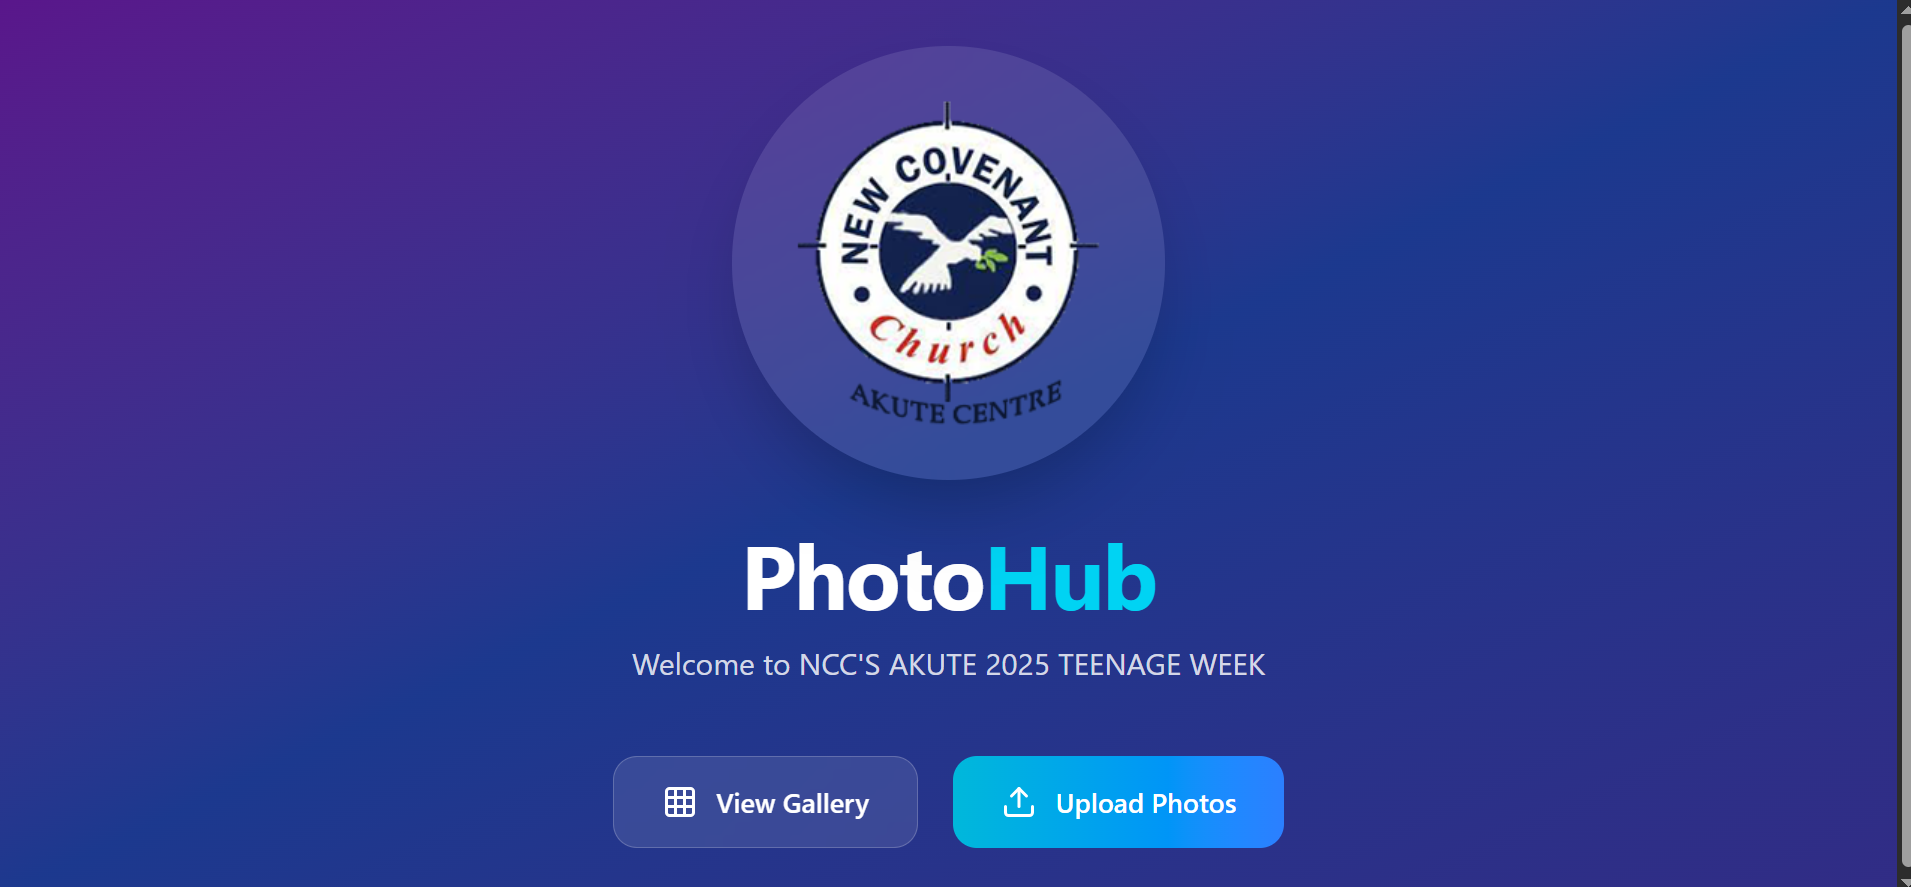 NEW COVENANT
Church
AKUTE CENTRE
PhotoHub
Welcome to NCC'S AKUTE 2025 TEENAGE WEEK
View Gallery
Upload Photos